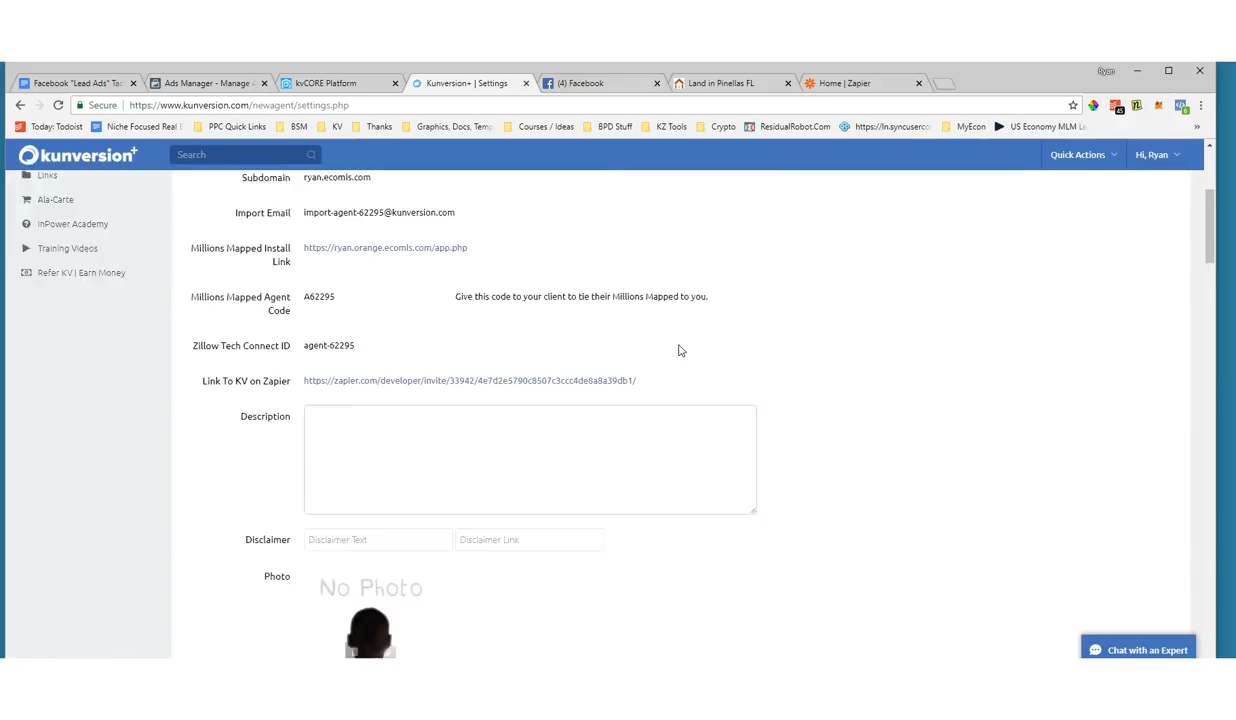 Ryan
Facebook "Lead Ads" Tac
Ads Manager - Manage A
kvCORE Platform
Kunversion+ | Settings
(4) Facebook
Land in Pinellas FL
Home | Zapier
Secure | https://www.kunversion.com/newagent/settings.php
45
6
Today: Todoist
Niche Focused Real E
PPC Quick Links
BSM
KV
Thanks
Graphics, Docs, Temp
Courses / Ideas
BPD Stuff
KZ Tools
Crypto
ResidualRobot.Com
https://ln.syncuserco
MyEcon
US Economy MLM Le
»
kunversion+
Search
Quick Actions
Hi, Ryan
Links
Ala-Carte
InPower Academy
Training Videos
Refer KV | Earn Money
Subdomain ryan.ecomls.com
Import Email import-agent-62295@kunversion.com
Millions Mapped Install Link https://ryan.orange.ecomls.com/app.php
Millions Mapped Agent Code A62295 Give this code to your client to tie their Millions Mapped to you.
Zillow Tech Connect ID agent-62295
Link To KV on Zapier https://zapier.com/developer/invite/33942/4e7d2e5790c8507c3ccc4de8a8a39db1/
Description
Disclaimer Disclaimer Text Disclaimer Link
Photo
No Photo
Chat with an Expert